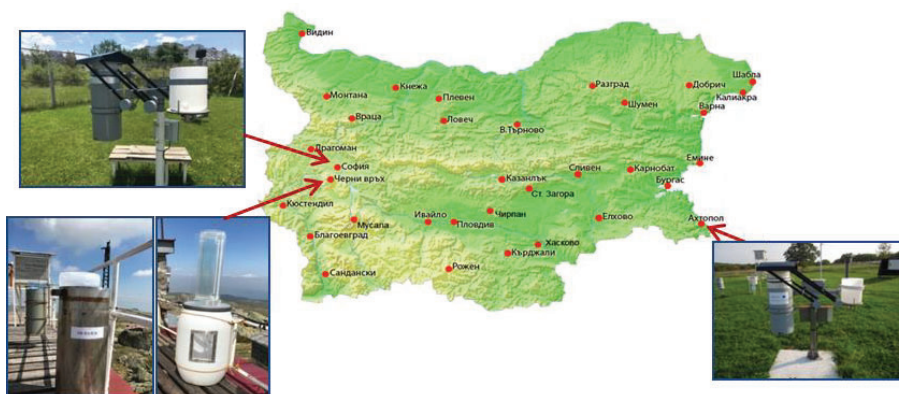 Видин
Шабла
Кнежа
Разград
Добрич
Монтана
Плевен
Калиакра
Шумен
Варна
Враца
Ловеч
В.Търново
Драгоман
Емине
София
Сливен
Карнобат
Черни връх
Казанлък
Бургас
Ст. Загора
Кюстендил
Чирпан
Ивайло
Елхово
Ахтопол
Мусала
Пловдив
Благоевград
Хасково
Кърджали
Рожен
Сандански